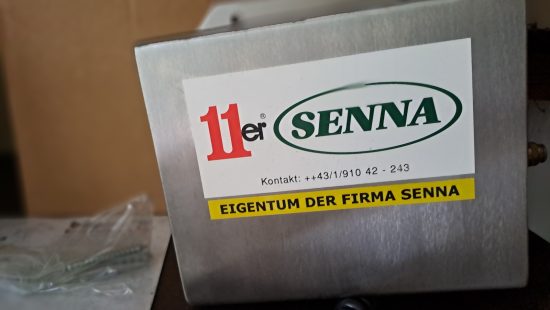 11er® SENNA
Kontakt: ++43/1/910 42 - 243
EIGENTUM DER FIRMA SENNA